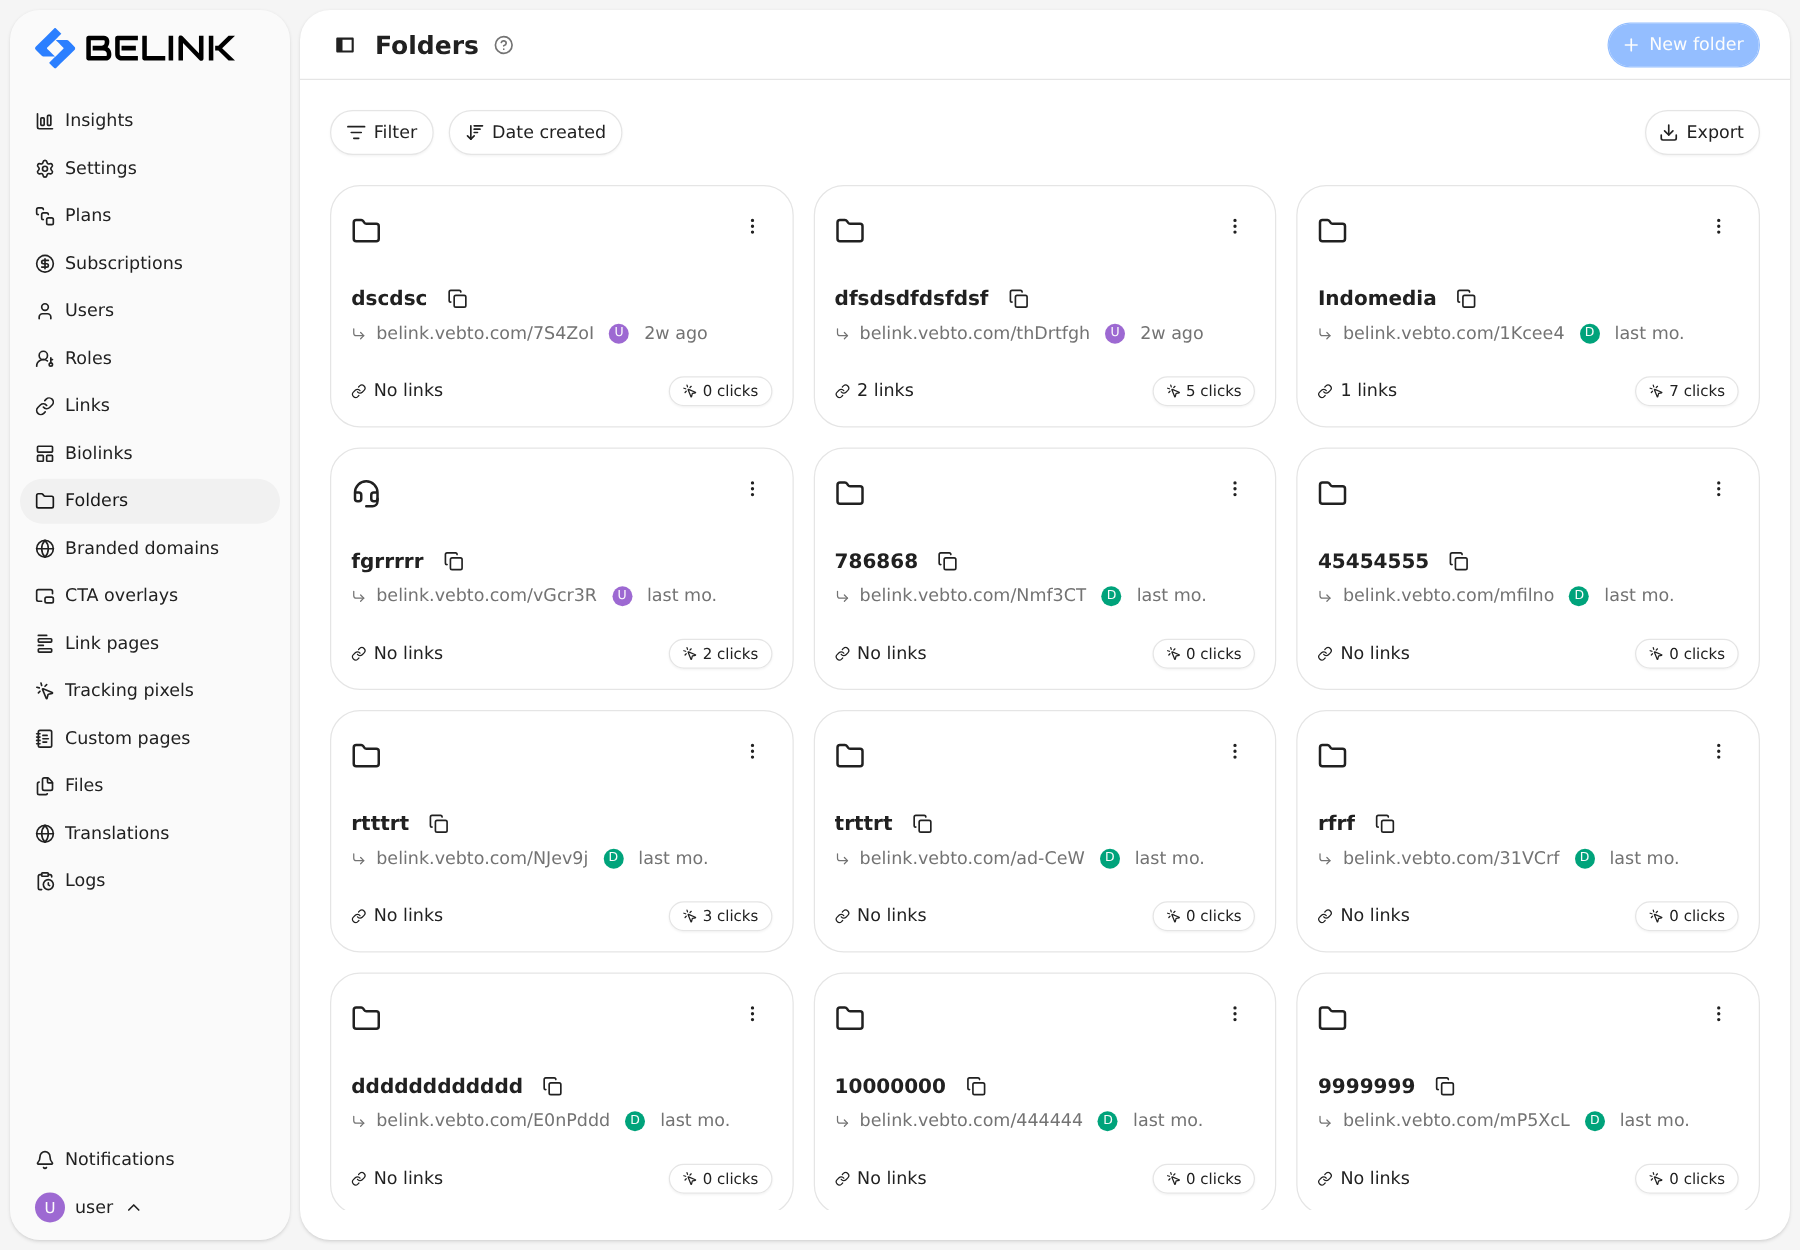 BELINK
Insights
Settings
Plans
Subscriptions
Users
Roles
Links
Biolinks
Folders
Branded domains
CTA overlays
Link pages
Tracking pixels
Custom pages
Files
Translations
Logs
Notifications
U user
Folders
New folder
Filter
Date created
Export
dscdsc
belink.vebto.com/7S4Zol U 2w ago
No links
0 clicks
dfsdsdfdsfdsf
belink.vebto.com/thDrtfgh U 2w ago
2 links
5 clicks
Indomedia
belink.vebto.com/1Kcee4 D last mo.
1 links
7 clicks
fgrrrrr
belink.vebto.com/vGcr3R U last mo.
No links
2 clicks
786868
belink.vebto.com/Nmf3CT D last mo.
No links
0 clicks
45454555
belink.vebto.com/mfilno D last mo.
No links
0 clicks
rtttrt
belink.vebto.com/NJev9j D last mo.
No links
3 clicks
trttrt
belink.vebto.com/ad-CeW D last mo.
No links
0 clicks
rfrf
belink.vebto.com/31VCrf D last mo.
No links
0 clicks
dddddddddddd
belink.vebto.com/E0nPddd D last mo.
No links
0 clicks
10000000
belink.vebto.com/444444 D last mo.
No links
0 clicks
9999999
belink.vebto.com/mP5XcL D last mo.
No links
0 clicks